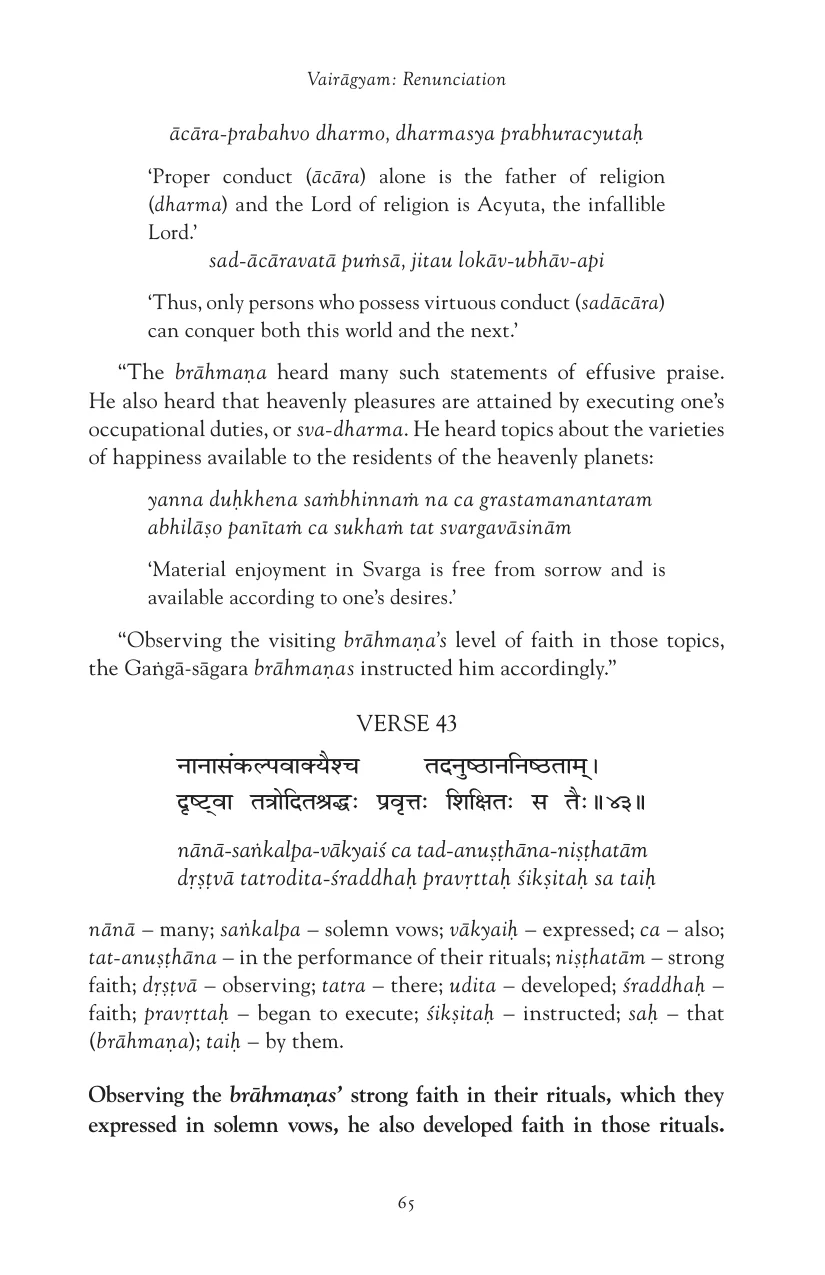 Vairāgyam: Renunciation
ācāra-prabahvo dharmo, dharmasya prabhuracyutaḥ
‘Proper conduct (ācāra) alone is the father of religion
(dharma) and the Lord of religion is Acyuta, the infallible
Lord.’
sad-ācāravatā puṁsā, jitau lokāv-ubhāv-api
‘Thus, only persons who possess virtuous conduct (sadācāra)
can conquer both this world and the next.’
“The brāhmaṇa heard many such statements of effusive praise.
He also heard that heavenly pleasures are attained by executing one’s
occupational duties, or sva-dharma. He heard topics about the varieties
of happiness available to the residents of the heavenly planets:
yanna duḥkhena saṁbhinnaṁ na ca grastamanantaram
abhilāṣo panītaṁ ca sukhaṁ tat svargavāsinām
‘Material enjoyment in Svarga is free from sorrow and is
available according to one’s desires.’
“Observing the visiting brāhmaṇa’s level of faith in those topics,
the Gaṅgā-sāgara brāhmaṇas instructed him accordingly.”
VERSE 43
नानासंकल्पवाक्यैश्च तदनुष्ठाननिष्ठताम्।
दृष्ट्वा तत्रोदितश्रद्धः प्रवृत्तः शिक्षितः स तैः॥४३॥
nānā-saṅkalpa-vākyaiś ca tad-anuṣṭhāna-niṣṭhatām
dṛṣṭvā tatrodita-śraddhaḥ pravṛttaḥ śikṣitaḥ sa taiḥ
nānā – many; saṅkalpa – solemn vows; vākyaiḥ – expressed; ca – also;
tat-anuṣṭhāna – in the performance of their rituals; niṣṭhatām – strong
faith; dṛṣṭvā – observing; tatra – there; udita – developed; śraddhaḥ –
faith; pravṛttaḥ – began to execute; śikṣitaḥ – instructed; saḥ – that
(brāhmaṇa); taiḥ – by them.
Observing the brāhmaṇas’ strong faith in their rituals, which they
expressed in solemn vows, he also developed faith in those rituals.
65